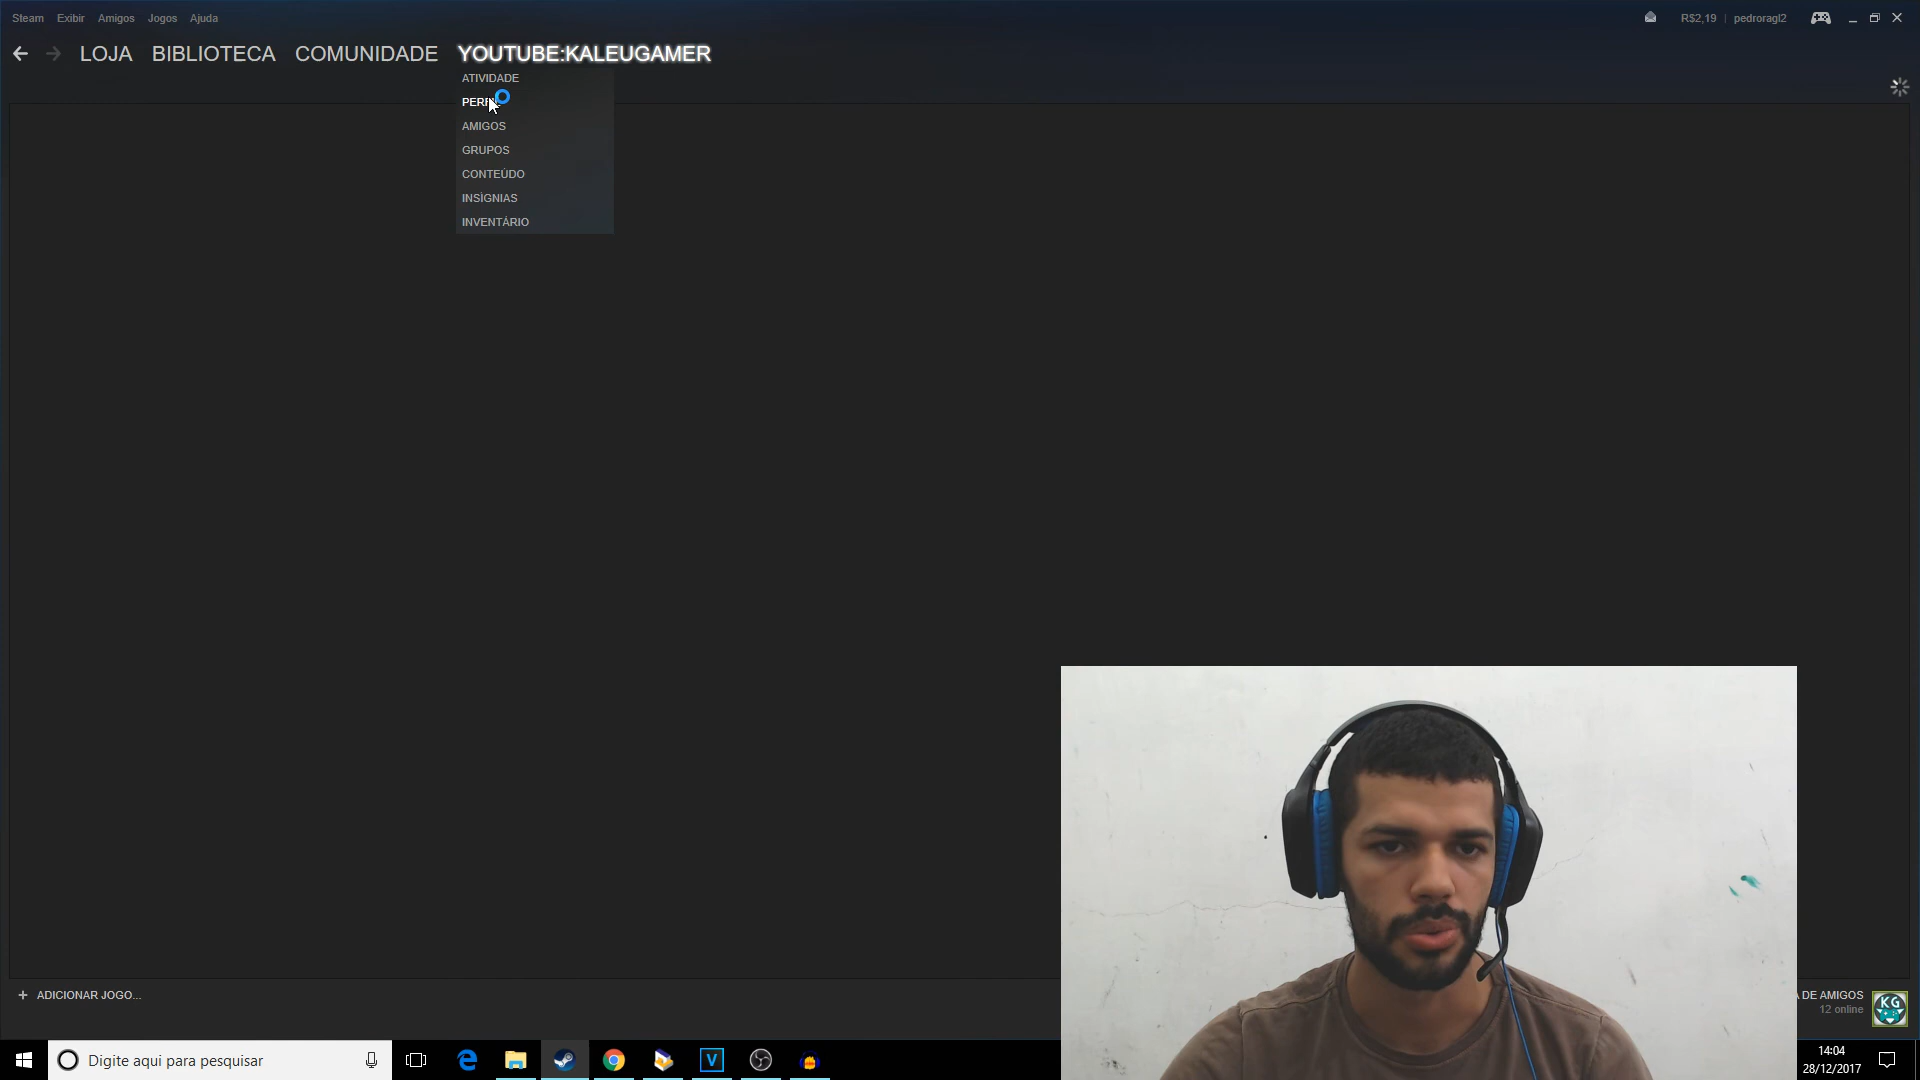 Steam Exibir Amigos Jogos Ajuda
R$2,19 pedroragl2
LOJA BIBLIOTECA COMUNIDADE YOUTUBE:KALEUGAMER
ATIVIDADE
AMIGOS
GRUPOS
CONTEÚDO
INSÍGNIAS
INVENTÁRIO
+ ADICIONAR JOGO...
DE AMIGOS
12 online
KG
Digite aqui para pesquisar
V
14:04
28/12/2017